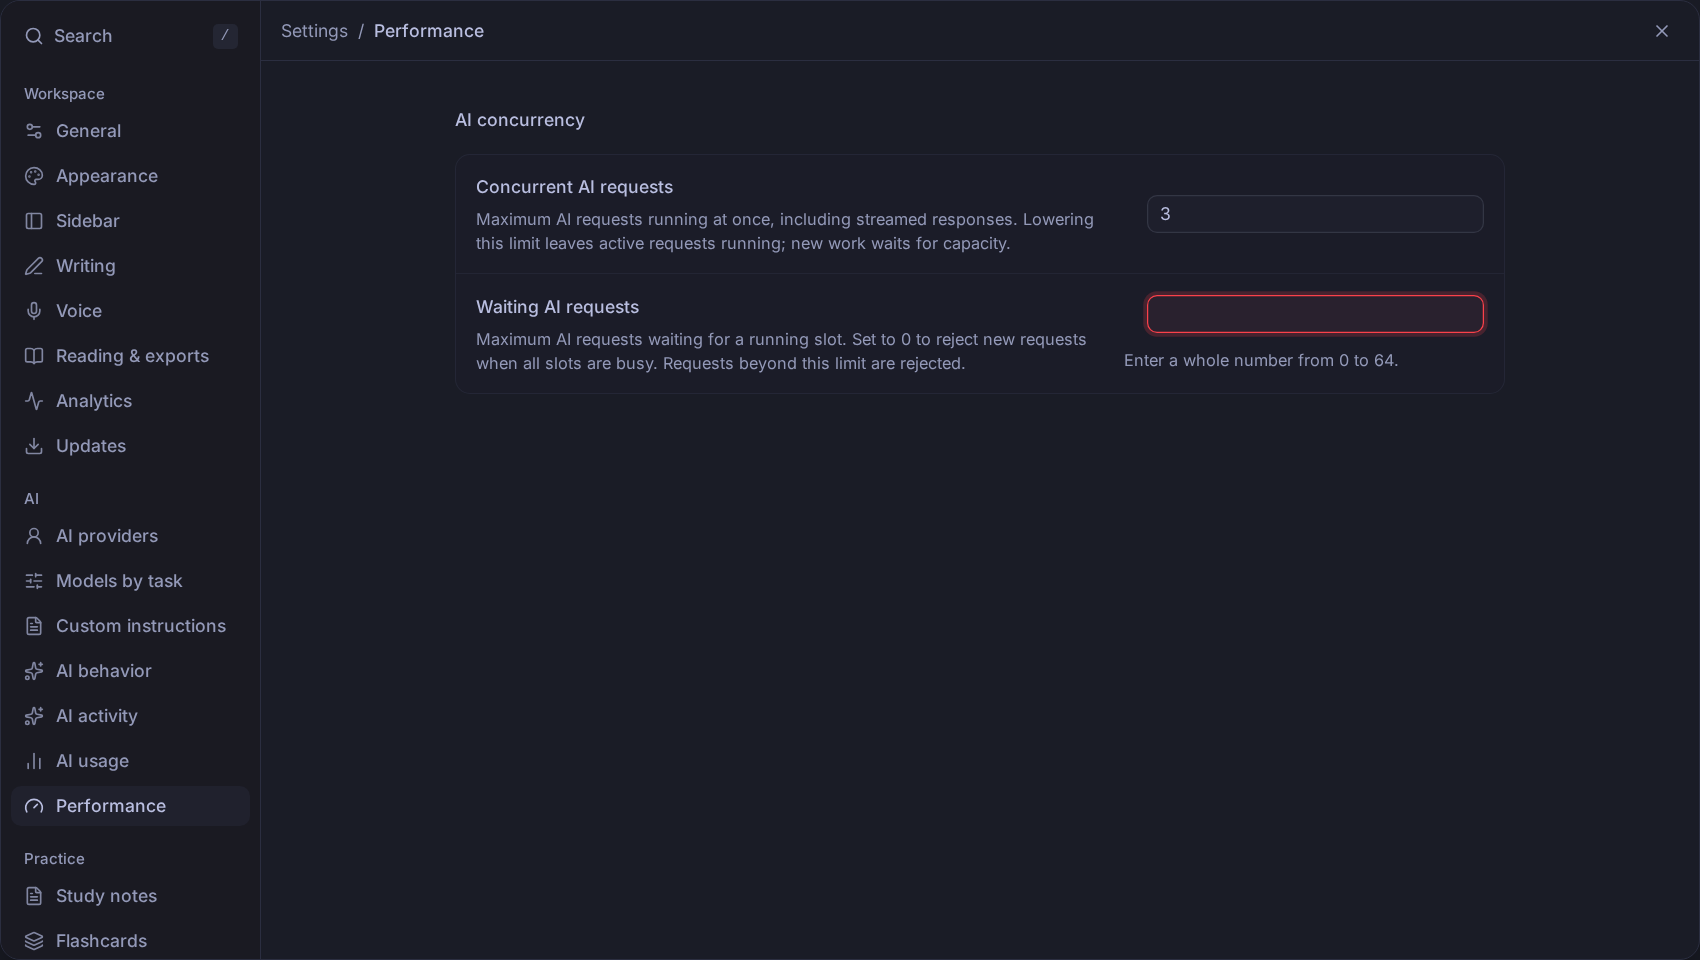 Search /
Settings / Performance
Workspace
General
Appearance
Sidebar
Writing
Voice
Reading & exports
Analytics
Updates
AI
AI providers
Models by task
Custom instructions
AI behavior
AI activity
AI usage
Performance
Practice
Study notes
Flashcards
AI concurrency
Concurrent AI requests
Maximum AI requests running at once, including streamed responses. Lowering
this limit leaves active requests running; new work waits for capacity.
3
Waiting AI requests
Maximum AI requests waiting for a running slot. Set to 0 to reject new requests
when all slots are busy. Requests beyond this limit are rejected.
Enter a whole number from 0 to 64.